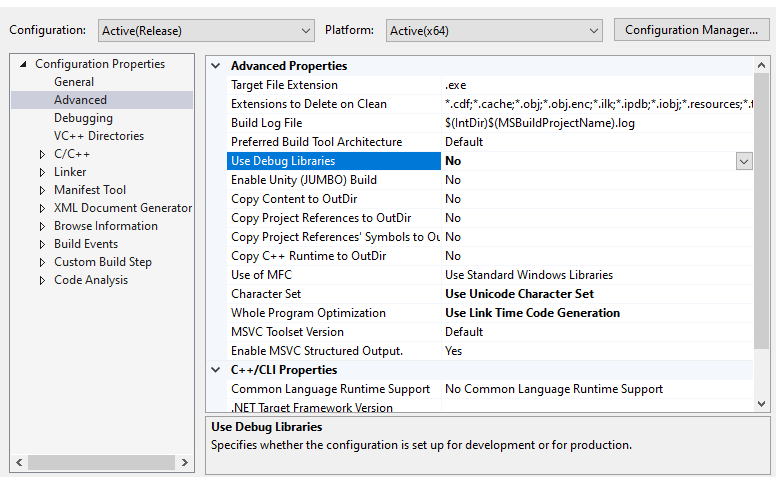 Configuration: Active(Release) Platform: Active(x64) Configuration Manager...
Configuration Properties
General
Advanced
Debugging
VC++ Directories
C/C++
Linker
Manifest Tool
XML Document Generator
Browse Information
Build Events
Custom Build Step
Code Analysis
Advanced Properties
Target File Extension .exe
Extensions to Delete on Clean *.cdf;*.cache;*.obj;*.obj.enc;*.ilk;*.ipdb;*.iobj;*.resources;*.t
Build Log File $(IntDir)$(MSBuildProjectName).log
Preferred Build Tool Architecture Default
Use Debug Libraries No
Enable Unity (JUMBO) Build No
Copy Content to OutDir No
Copy Project References to OutDir No
Copy Project References' Symbols to Ou No
Copy C++ Runtime to OutDir No
Use of MFC Use Standard Windows Libraries
Character Set Use Unicode Character Set
Whole Program Optimization Use Link Time Code Generation
MSVC Toolset Version Default
Enable MSVC Structured Output. Yes
C++/CLI Properties
Common Language Runtime Support No Common Language Runtime Support
.NET Target Framework Version
Use Debug Libraries
Specifies whether the configuration is set up for development or for production.